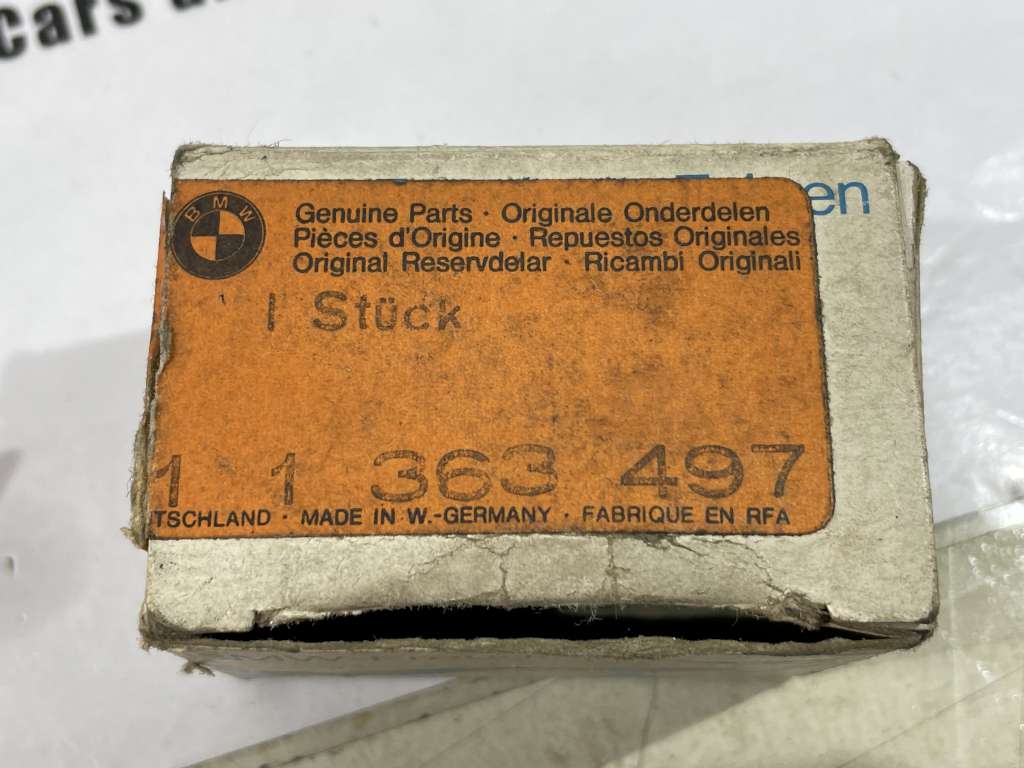 cars
en
BMW
Genuine Parts · Originale Onderdelen
Pièces d'Origine · Repuestos Originales
Original Reservdelar · Ricambi Originali
1 Stück
1 1 363 497
TSCHLAND · MADE IN W.-GERMANY · FABRIQUE EN RFA